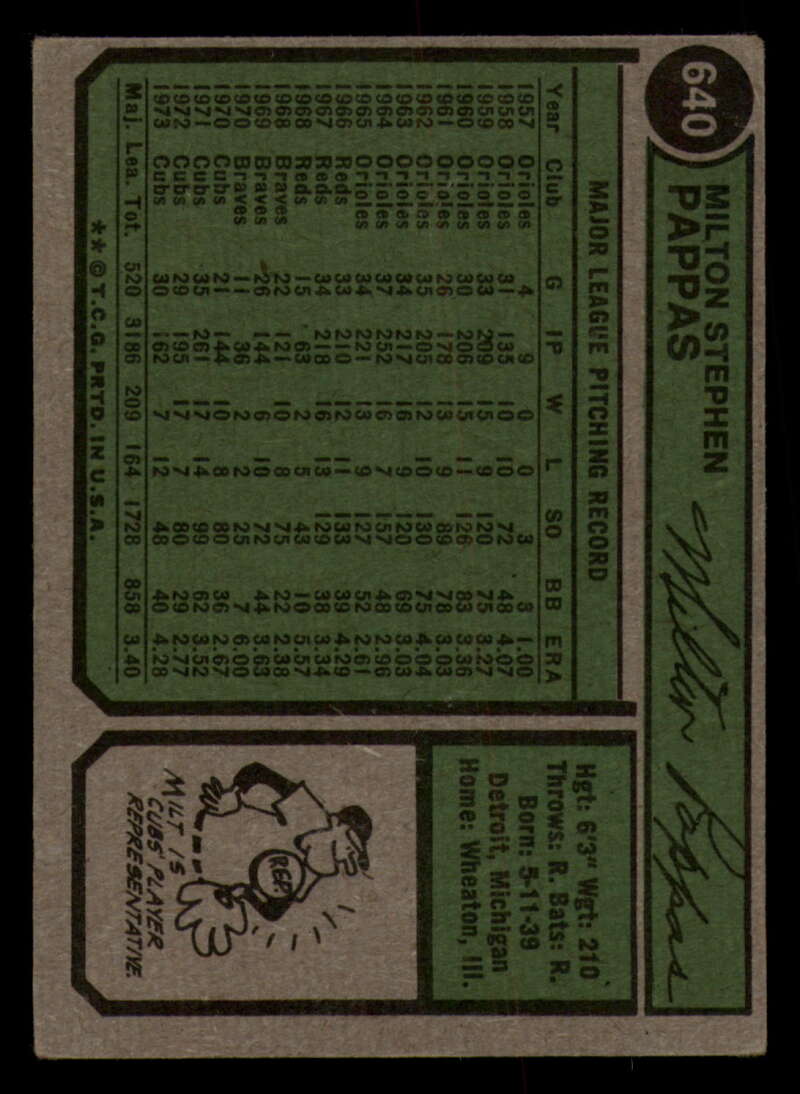 640
MILTON STEPHEN
PAPPAS
Milton Pappas
MAJOR LEAGUE PITCHING RECORD
Year Club G IP W L SO BB ERA
1957 Orioles 4 9 0 0 3 3 1.00
1958 Orioles 31 135 10 10 72 48 4.07
1959 Orioles 33 209 15 9 120 75 3.27
1960 Orioles 30 206 15 11 126 83 3.36
1961 Orioles 26 178 13 9 89 78 3.03
1962 Orioles 35 205 12 10 130 75 4.04
1963 Orioles 34 217 16 9 120 69 3.03
1964 Orioles 37 252 16 7 157 48 2.96
1965 Orioles 34 221 13 9 127 52 2.61
1966 Reds 33 210 12 11 133 39 4.29
1967 Reds 34 218 16 13 129 38 3.34
1968 Reds 15 63 2 5 43 10 5.57
1968 Braves 22 121 10 8 75 22 2.38
1969 Braves 26 144 6 10 72 44 3.63
1970 Braves 11 36 2 2 25 7 6.00
1970 Cubs 21 144 10 8 80 36 2.67
1971 Cubs 35 261 17 14 99 62 3.52
1972 Cubs 29 195 17 7 80 29 2.77
1973 Cubs 30 162 7 12 48 40 4.28
Maj. Lea. Tot. 520 3186 209 164 1728 858 3.40
**©T.C.G. PRTD. IN U.S.A.
Hgt: 6'3" Wgt: 210
Throws: R. Bats: R.
Born: 5-11-39
Detroit, Michigan
Home: Wheaton, Ill.
REP.
MILT IS
CUBS' PLAYER
REPRESENTATIVE.